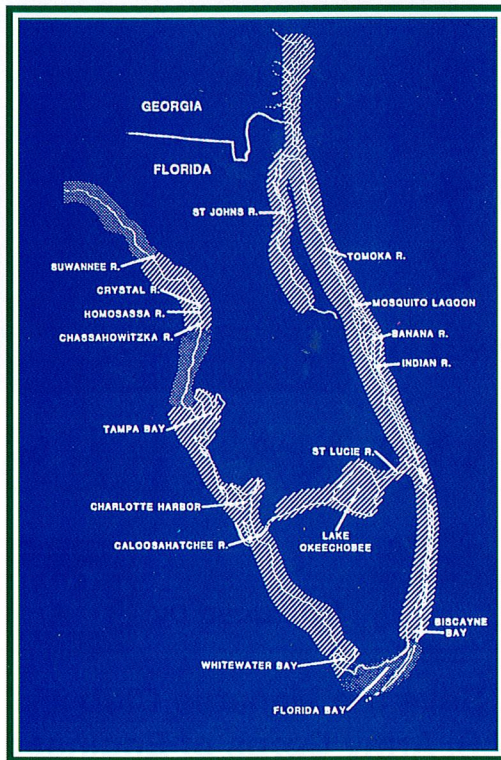 GEORGIA
FLORIDA
ST JOHNS R.
SUWANNEE R.
TOMOKA R.
CRYSTAL R.
MOSQUITO LAGOON
HOMOSASSA R.
CHASSAHOWITZKA R.
BANANA R.
INDIAN R.
TAMPA BAY
ST LUCIE R.
CHARLOTTE HARBOR
LAKE
OKEECHOBEE
CALOOSAHATCHEE R.
BISCAYNE
BAY
WHITEWATER BAY
FLORIDA BAY